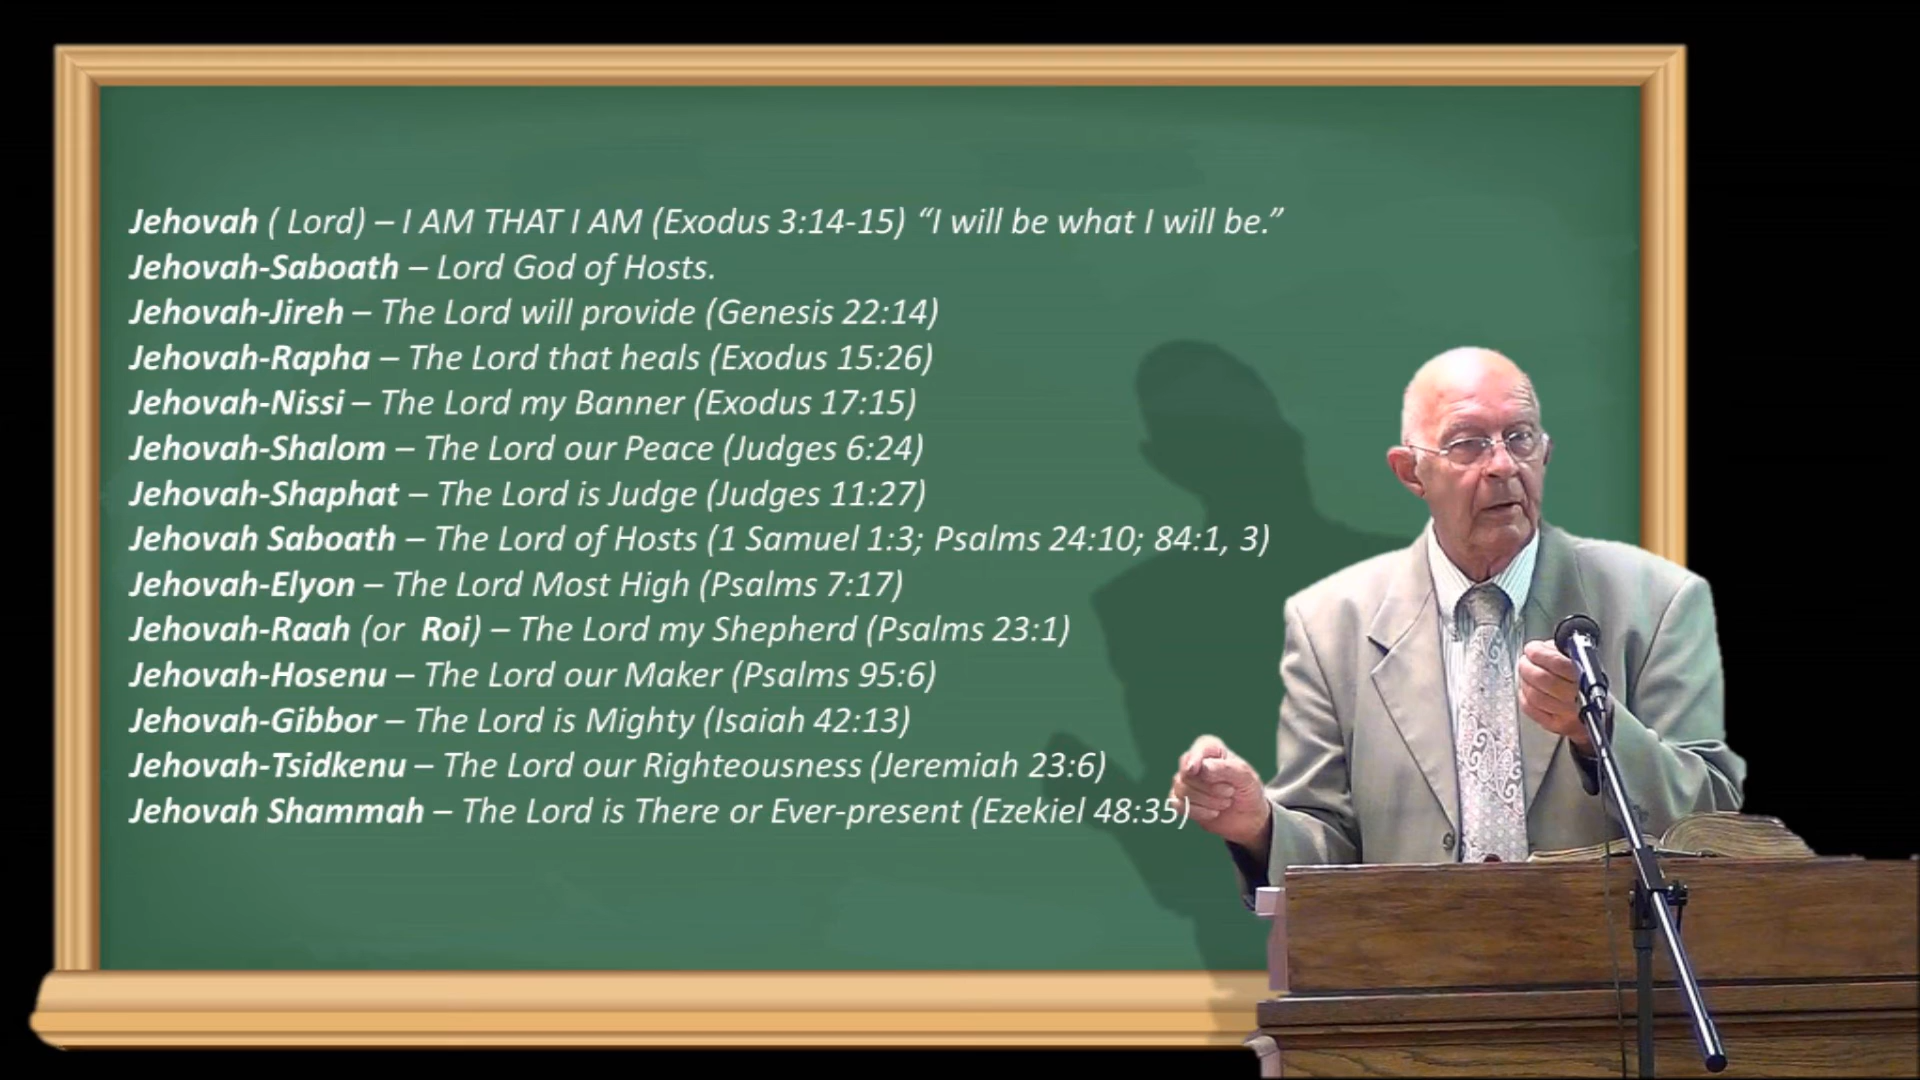 Jehovah ( Lord) – I AM THAT I AM (Exodus 3:14-15) “I will be what I will be.”
Jehovah-Saboath – Lord God of Hosts.
Jehovah-Jireh – The Lord will provide (Genesis 22:14)
Jehovah-Rapha – The Lord that heals (Exodus 15:26)
Jehovah-Nissi – The Lord my Banner (Exodus 17:15)
Jehovah-Shalom – The Lord our Peace (Judges 6:24)
Jehovah-Shaphat – The Lord is Judge (Judges 11:27)
Jehovah Saboath – The Lord of Hosts (1 Samuel 1:3; Psalms 24:10; 84:1, 3)
Jehovah-Elyon – The Lord Most High (Psalms 7:17)
Jehovah-Raah (or  Roi) – The Lord my Shepherd (Psalms 23:1)
Jehovah-Hosenu – The Lord our Maker (Psalms 95:6)
Jehovah-Gibbor – The Lord is Mighty (Isaiah 42:13)
Jehovah-Tsidkenu – The Lord our Righteousness (Jeremiah 23:6)
Jehovah Shammah – The Lord is There or Ever-present (Ezekiel 48:35)